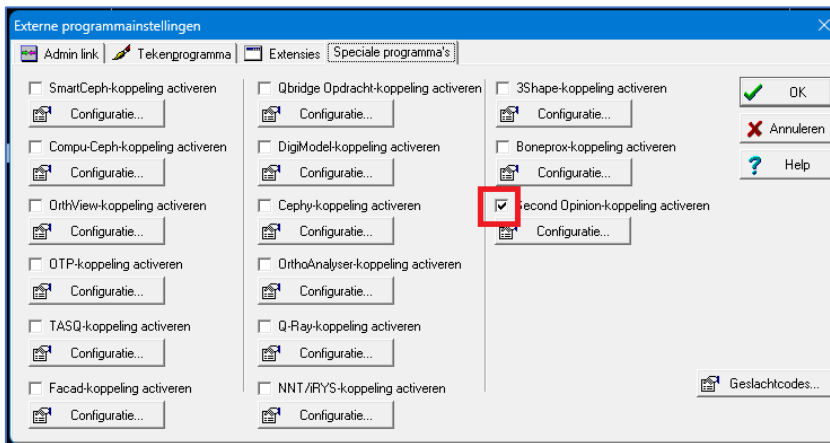 Externe programmainstellingen
Admin link Tekenprogramma Extensies Speciale programma's
SmartCeph-koppeling activeren
Configuratie...
Compu-Ceph-koppeling activeren
Configuratie...
OrthView-koppeling activeren
Configuratie...
OTP-koppeling activeren
Configuratie...
TASQ-koppeling activeren
Configuratie...
Facad-koppeling activeren
Configuratie...
Qbridge Opdracht-koppeling activeren
Configuratie...
DigiModel-koppeling activeren
Configuratie...
Cephy-koppeling activeren
Configuratie...
OrthoAnalyser-koppeling activeren
Configuratie...
Q-Ray-koppeling activeren
Configuratie...
NNT/iRYS-koppeling activeren
Configuratie...
3Shape-koppeling activeren
Configuratie...
Boneprox-koppeling activeren
Configuratie...
Second Opinion-koppeling activeren
Configuratie...
OK
Annuleren
Help
Geslachtcodes...